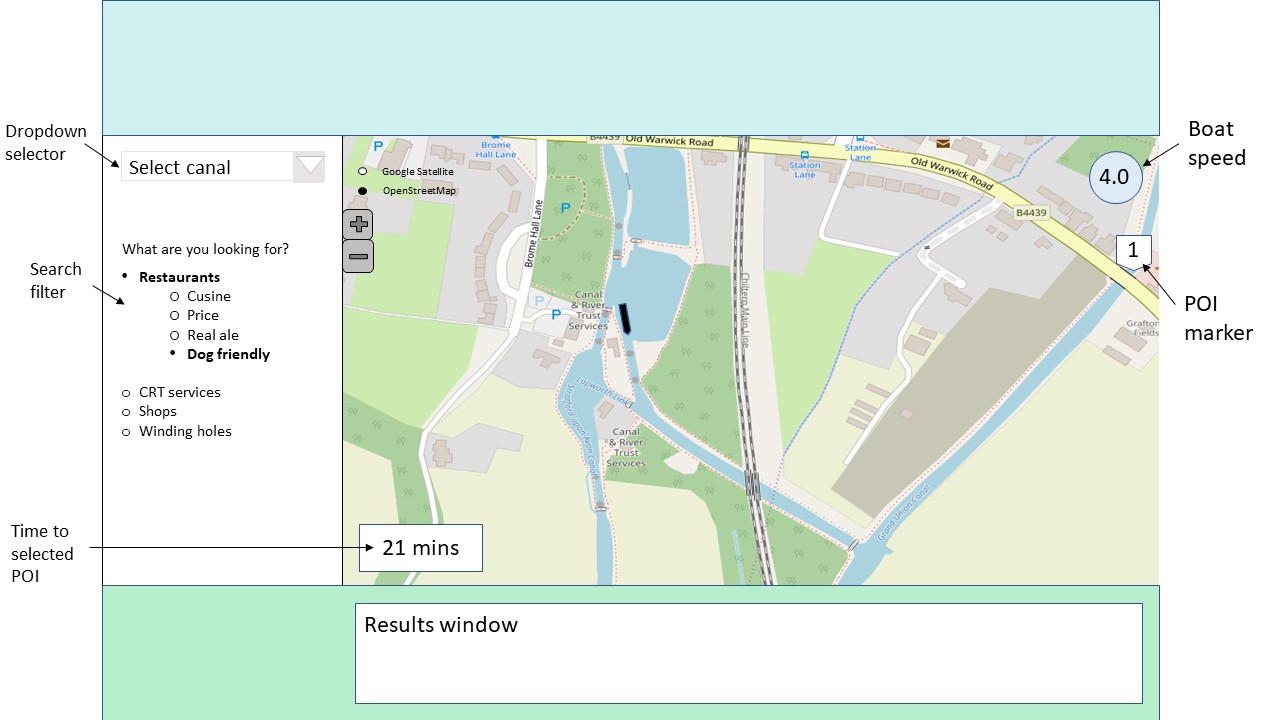 Dropdown
selector
Select canal
What are you looking for?
Restaurants
Cusine
Price
Real ale
Dog friendly
CRT services
Shops
Winding holes
Search
filter
Time to
selected
POI
21 mins
Google Satellite
OpenStreetMap
P
Brome
Hall Lane
B4439
Old Warwick Road
Station
Lane
Station
Lane
Old Warwick Road
B4439
4.0
Boat
speed
1
POI
marker
Brome Hall Lane
P
P
P
Canal
& River
Trust
Services
Chiltern Main Line
Grafton
Fields
Lapworth Link
Stratford-upon-Avon Canal
Canal
& River
Trust
Services
Grand Union Canal
Results window